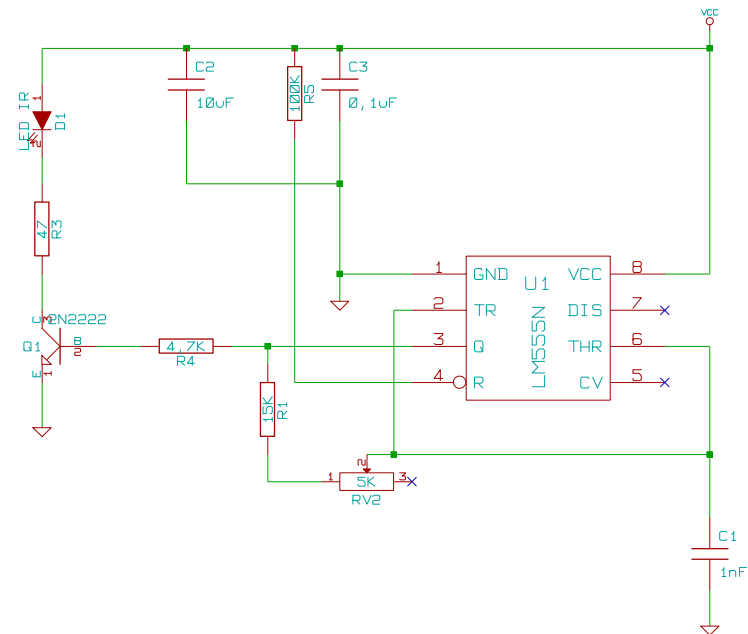 VCC
C2
10uF
100K
R5
C3
0,1uF
LED IR
1
2
D1
47
R3
1
GND
U1
VCC
8
2
TR
DIS
7
3
Q
LM555N
THR
6
4
R
CV
5
C
3
2N2222
Q1
B
2
E
1
4,7K
R4
15K
R1
1
2
5K
3
RV2
C1
1nF